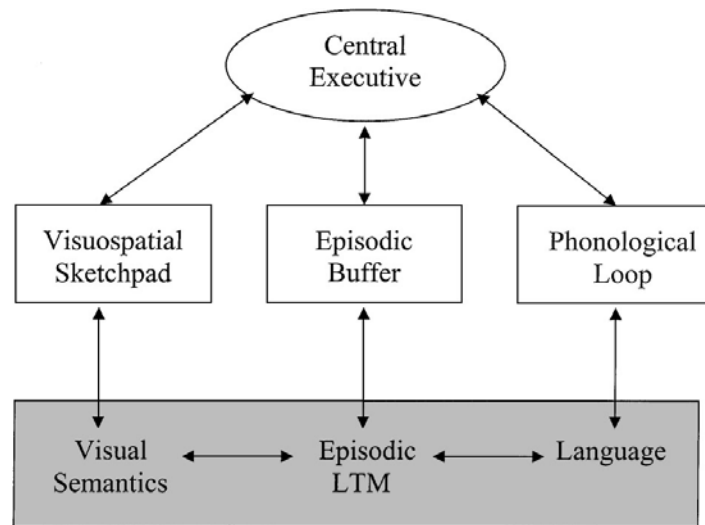 Central
Executive
Visuospatial
Sketchpad
Episodic
Buffer
Phonological
Loop
Visual
Semantics
Episodic
LTM
Language